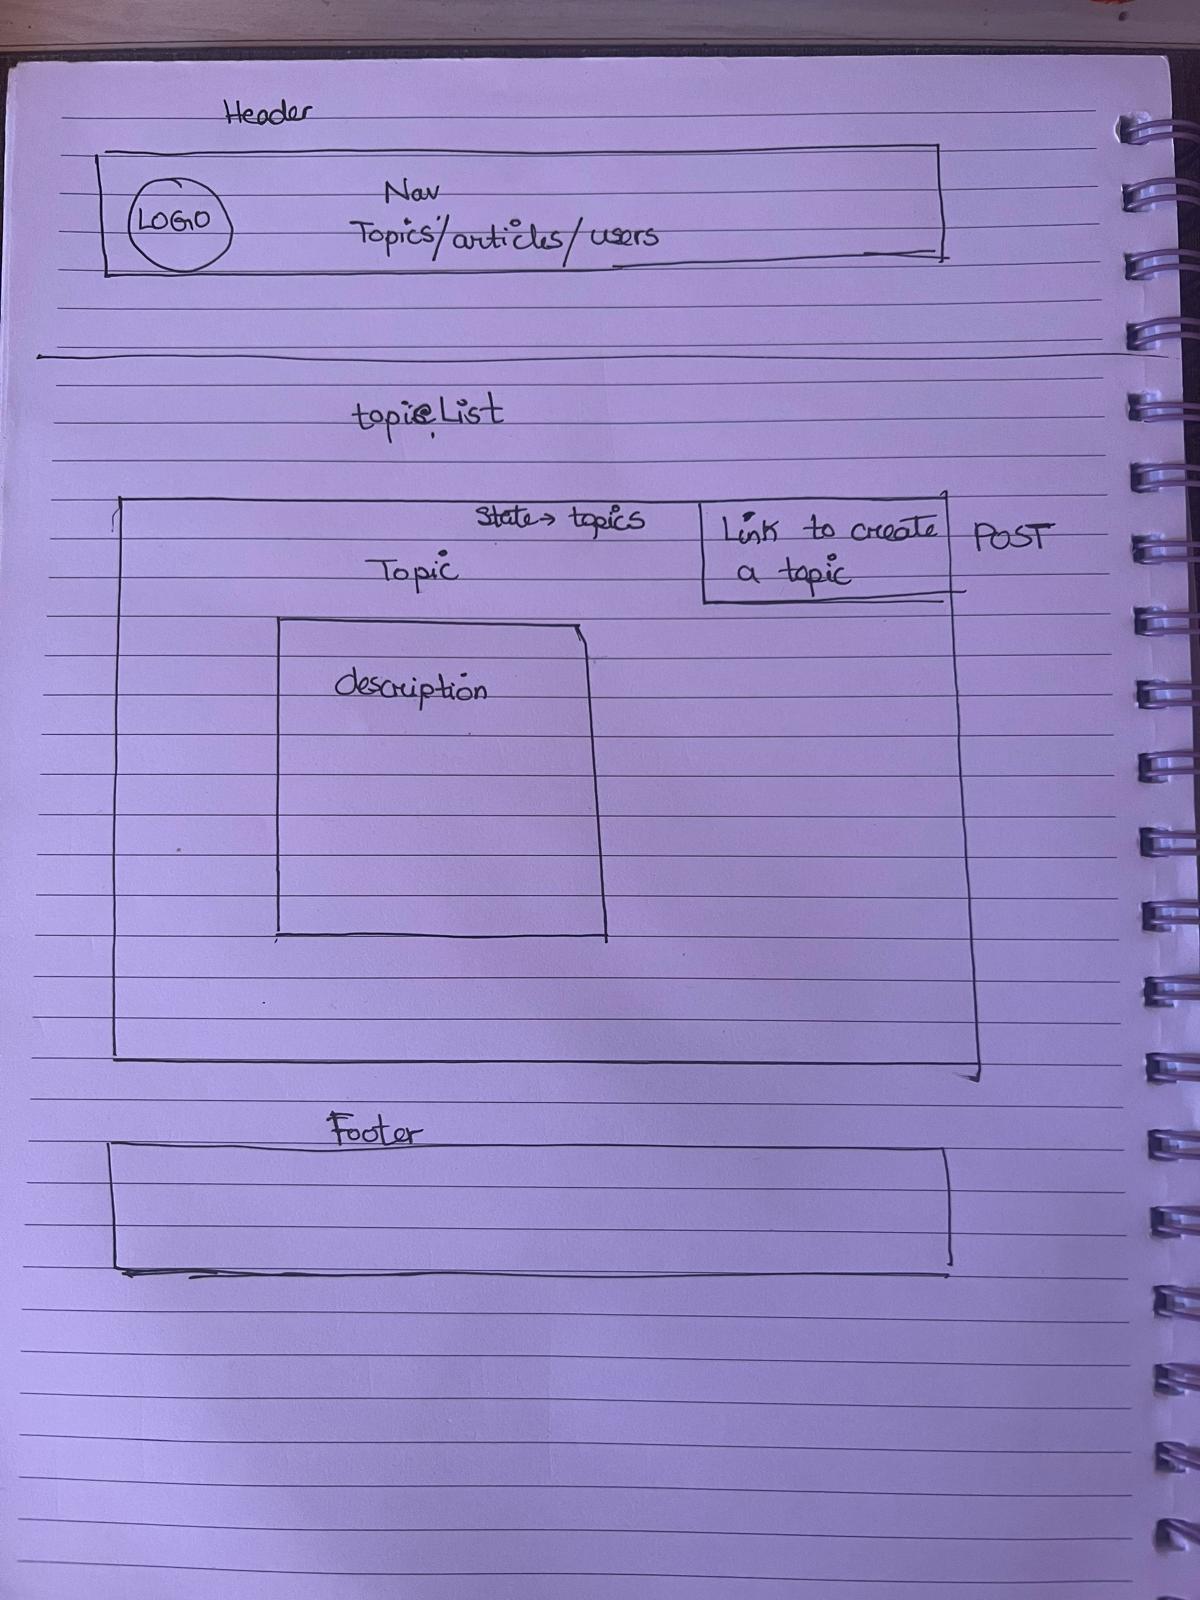 Header
LOGO
Nav
Topics/articles/users
topicList
State→ topics
Link to create
a topic
POST
Topic
description
Footer